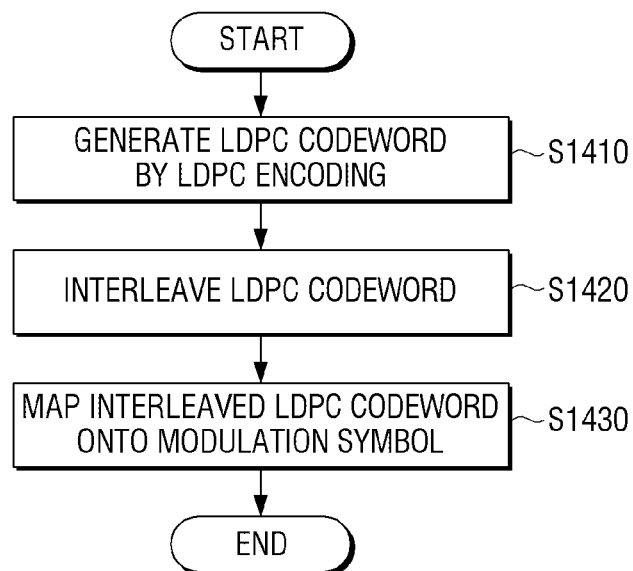 START
GENERATE LDPC CODEWORD
BY LDPC ENCODING
S1410
INTERLEAVE LDPC CODEWORD
S1420
MAP INTERLEAVED LDPC CODEWORD
ONTO MODULATION SYMBOL
S1430
END